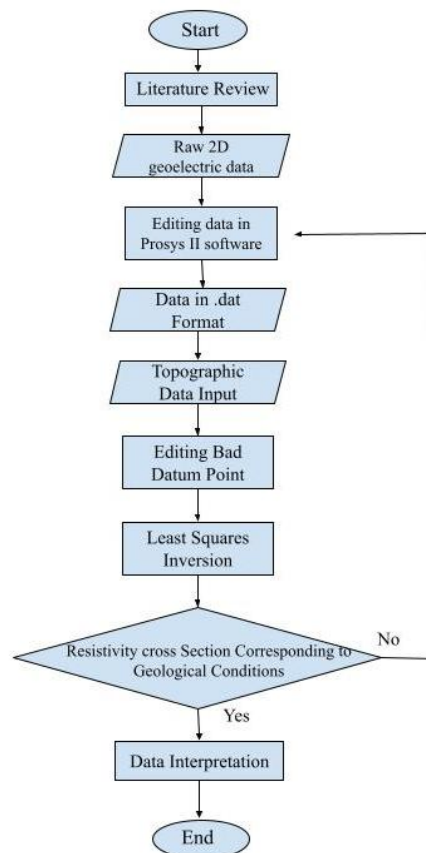 Start
Literature Review
Raw 2D
geoelectric data
Editing data in
Prosys II software
Data in .dat
Format
Topographic
Data Input
Editing Bad
Datum Point
Least Squares
Inversion
Resistivity cross Section Corresponding to
Geological Conditions
No
Yes
Data Interpretation
End